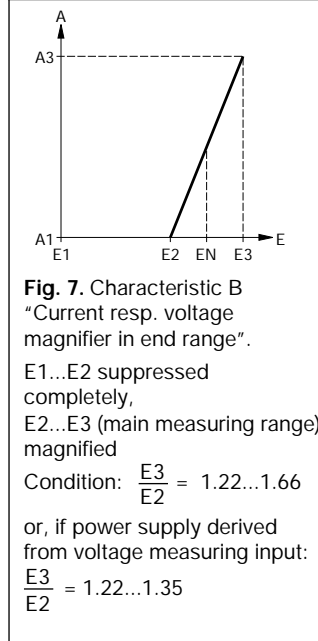 A
A3
A1
E1
E2
EN
E3
E
Fig. 7. Characteristic B
“Current resp. voltage
magnifier in end range”.
E1...E2 suppressed
completely,
E2...E3 (main measuring range)
magnified
Condition: E3/E2 = 1.22...1.66
or, if power supply derived
from voltage measuring input:
E3/E2 = 1.22...1.35